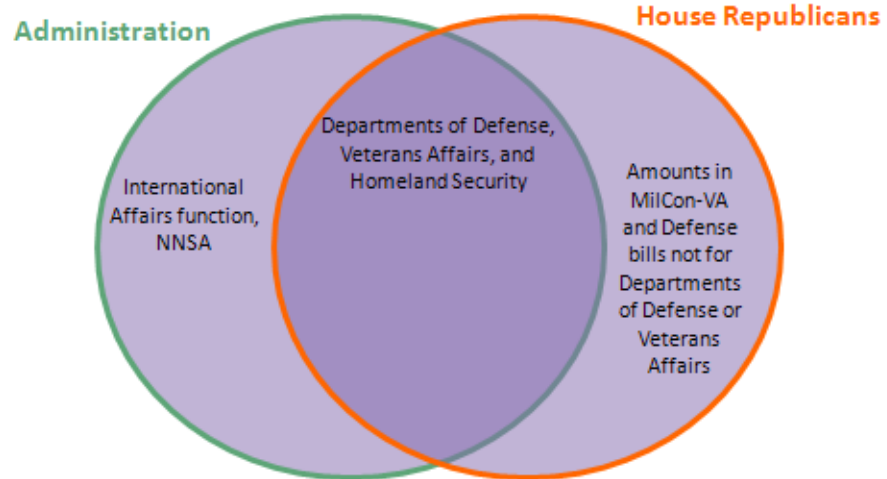 Administration
House Republicans
Departments of Defense,
Veterans Affairs, and
Homeland Security
International
Affairs function,
NNSA
Amounts in
MilCon-VA
and Defense
bills not for
Departments
of Defense or
Veterans
Affairs